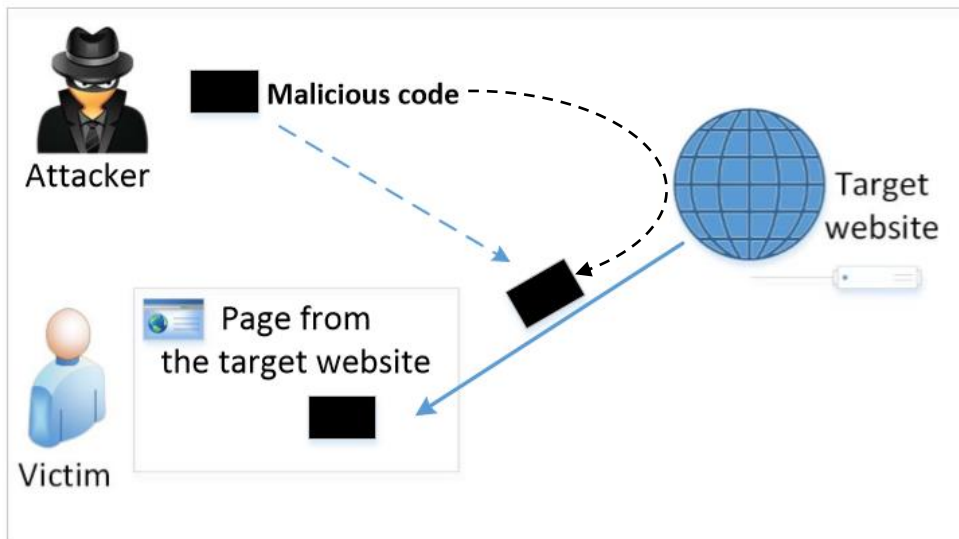 Malicious code
Attacker
Target
website
Page from
the target website
Victim